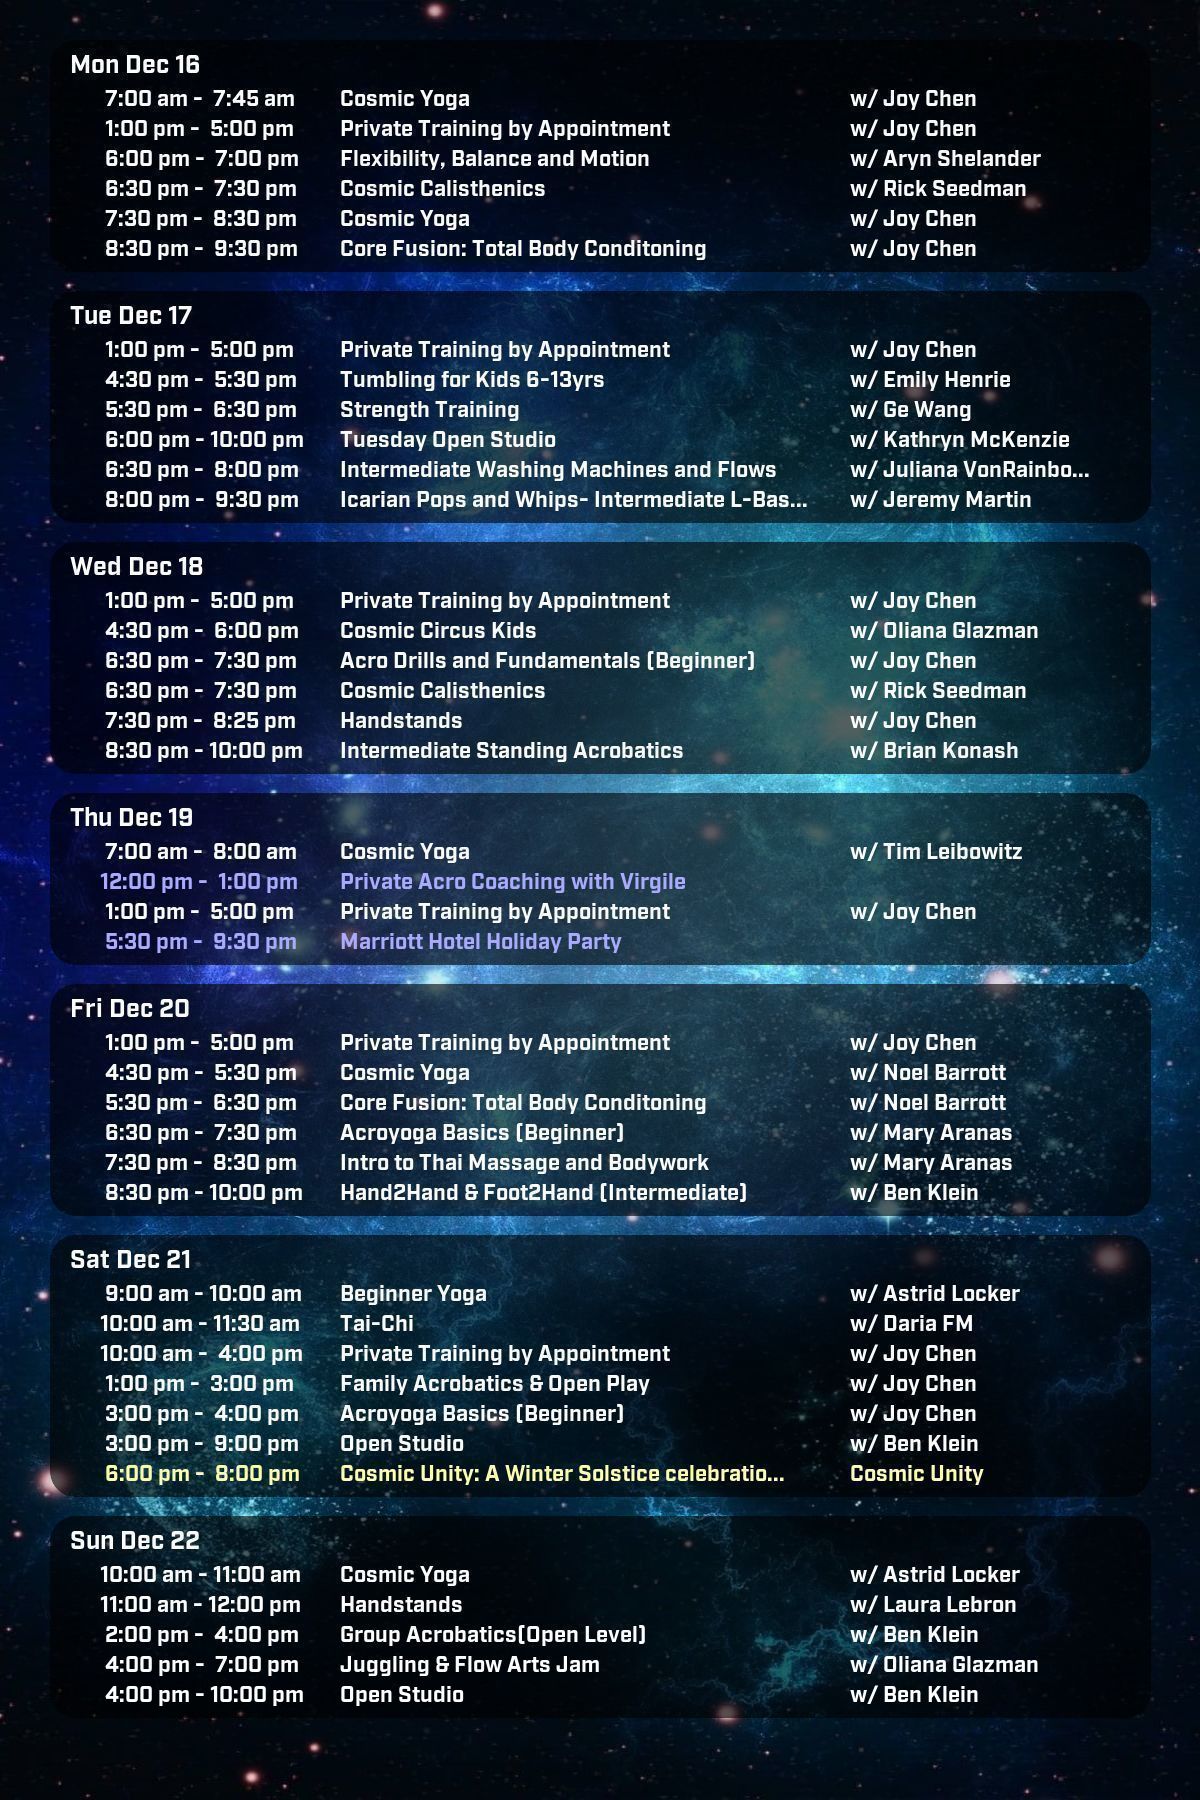 Mon Dec 16
7:00 am - 7:45 am Cosmic Yoga w/ Joy Chen
1:00 pm - 5:00 pm Private Training by Appointment w/ Joy Chen
6:00 pm - 7:00 pm Flexibility, Balance and Motion w/ Aryn Shelander
6:30 pm - 7:30 pm Cosmic Calisthenics w/ Rick Seedman
7:30 pm - 8:30 pm Cosmic Yoga w/ Joy Chen
8:30 pm - 9:30 pm Core Fusion: Total Body Conditoning w/ Joy Chen
Tue Dec 17
1:00 pm - 5:00 pm Private Training by Appointment w/ Joy Chen
4:30 pm - 5:30 pm Tumbling for Kids 6-13yrs w/ Emily Henrie
5:30 pm - 6:30 pm Strength Training w/ Ge Wang
6:00 pm - 10:00 pm Tuesday Open Studio w/ Kathryn McKenzie
6:30 pm - 8:00 pm Intermediate Washing Machines and Flows w/ Juliana VonRainbo...
8:00 pm - 9:30 pm Icarian Pops and Whips- Intermediate L-Bas... w/ Jeremy Martin
Wed Dec 18
1:00 pm - 5:00 pm Private Training by Appointment w/ Joy Chen
4:30 pm - 6:00 pm Cosmic Circus Kids w/ Oliana Glazman
6:30 pm - 7:30 pm Acro Drills and Fundamentals (Beginner) w/ Joy Chen
6:30 pm - 7:30 pm Cosmic Calisthenics w/ Rick Seedman
7:30 pm - 8:25 pm Handstands w/ Joy Chen
8:30 pm - 10:00 pm Intermediate Standing Acrobatics w/ Brian Konash
Thu Dec 19
7:00 am - 8:00 am Cosmic Yoga w/ Tim Leibowitz
12:00 pm - 1:00 pm Private Acro Coaching with Virgile
1:00 pm - 5:00 pm Private Training by Appointment w/ Joy Chen
5:30 pm - 9:30 pm Marriott Hotel Holiday Party
Fri Dec 20
1:00 pm - 5:00 pm Private Training by Appointment w/ Joy Chen
4:30 pm - 5:30 pm Cosmic Yoga w/ Noel Barrott
5:30 pm - 6:30 pm Core Fusion: Total Body Conditoning w/ Noel Barrott
6:30 pm - 7:30 pm Acroyoga Basics (Beginner) w/ Mary Aranas
7:30 pm - 8:30 pm Intro to Thai Massage and Bodywork w/ Mary Aranas
8:30 pm - 10:00 pm Hand2Hand & Foot2Hand (Intermediate) w/ Ben Klein
Sat Dec 21
9:00 am - 10:00 am Beginner Yoga w/ Astrid Locker
10:00 am - 11:30 am Tai-Chi w/ Daria FM
10:00 am - 4:00 pm Private Training by Appointment w/ Joy Chen
1:00 pm - 3:00 pm Family Acrobatics & Open Play w/ Joy Chen
3:00 pm - 4:00 pm Acroyoga Basics (Beginner) w/ Joy Chen
3:00 pm - 9:00 pm Open Studio w/ Ben Klein
6:00 pm - 8:00 pm Cosmic Unity: A Winter Solstice celebratio... Cosmic Unity
Sun Dec 22
10:00 am - 11:00 am Cosmic Yoga w/ Astrid Locker
11:00 am - 12:00 pm Handstands w/ Laura Lebron
2:00 pm - 4:00 pm Group Acrobatics(Open Level) w/ Ben Klein
4:00 pm - 7:00 pm Juggling & Flow Arts Jam w/ Oliana Glazman
4:00 pm - 10:00 pm Open Studio w/ Ben Klein